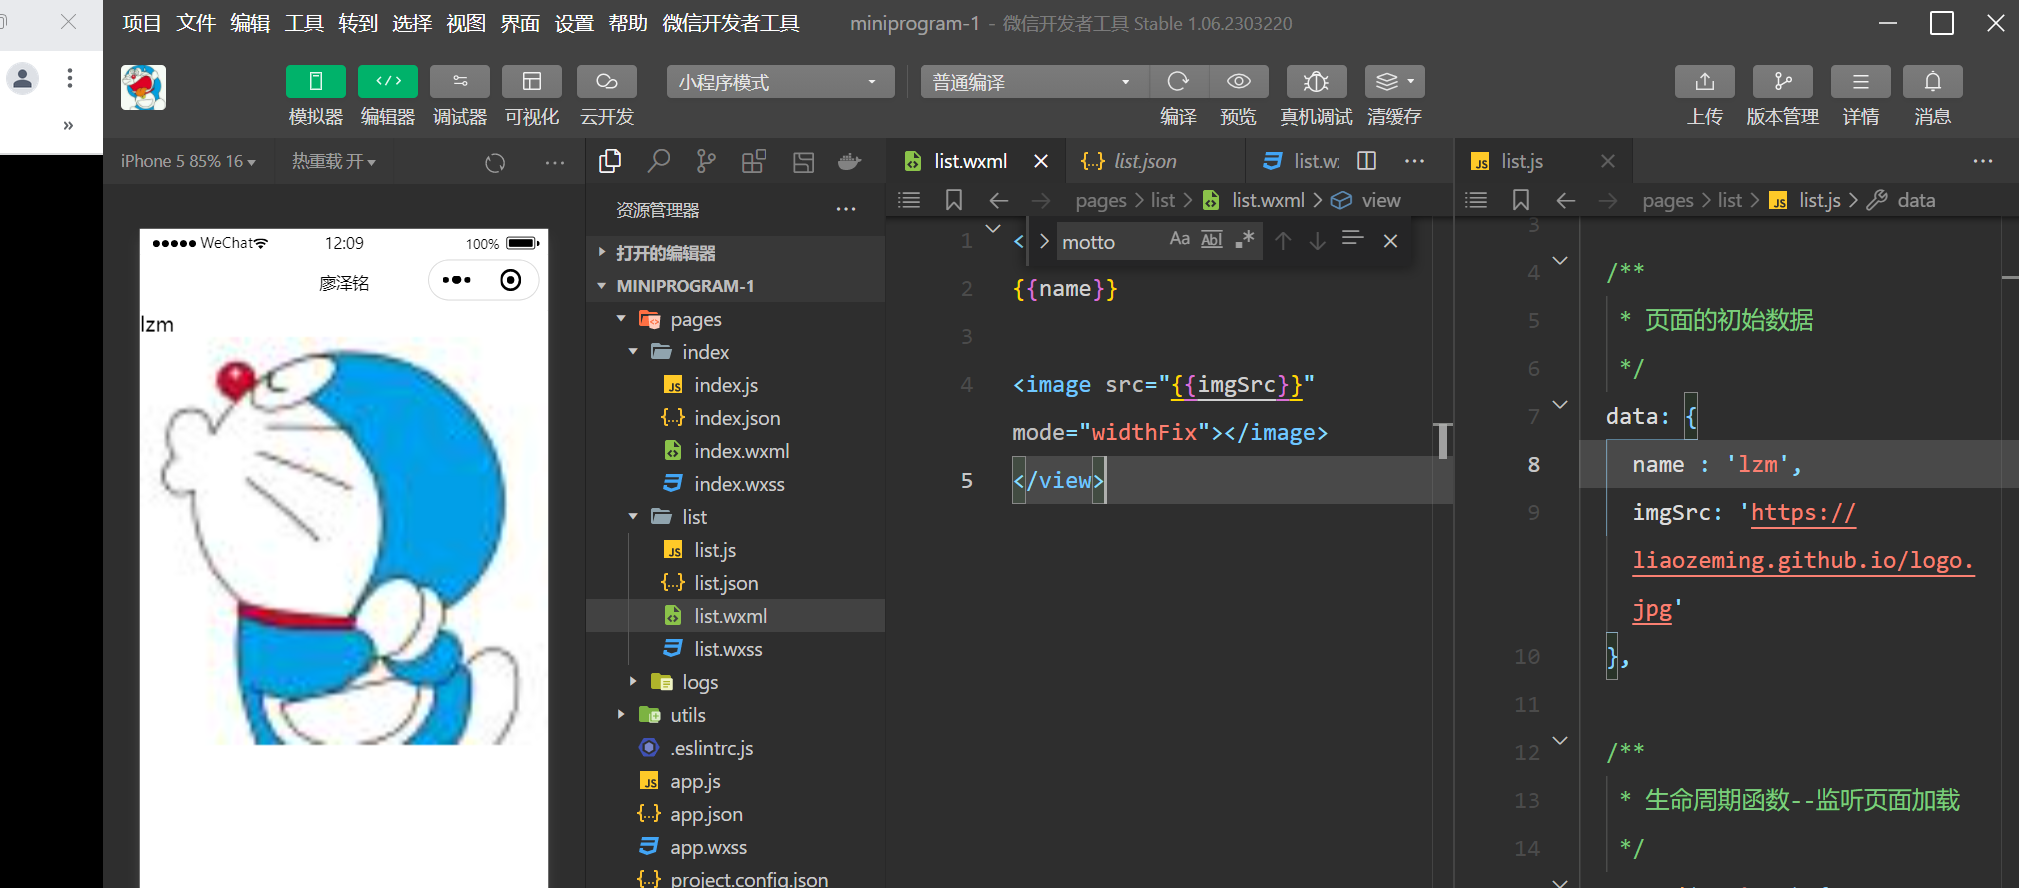 项目 文件 编辑 工具 转到 选择 视图 界面 设置 帮助 微信开发者工具 miniprogram-1 - 微信开发者工具 Stable 1.06.2303220
模拟器 编辑器 调试器 可视化 云开发
小程序模式
普通编译
编译 预览 真机调试 清缓存
上传 版本管理 详情 消息
iPhone 5 85% 16 热重载 开
WeChat 12:09 100%
廖泽铭
lzm
资源管理器
打开的编辑器
MINIPROGRAM-1
pages
index
index.js
index.json
index.wxml
index.wxss
list
list.js
list.json
list.wxml
list.wxss
logs
utils
.eslintrc.js
app.js
app.json
app.wxss
project.config.json
list.wxml list.json list.w:
pages > list > list.wxml > view
motto
1 <
2 {{name}}
3
4 <image src="{{imgSrc}}"
mode="widthFix"></image>
5 </view>
list.js
pages > list > list.js > data
3
4 /**
5 * 页面的初始数据
6 */
7 data: {
8 name : 'lzm',
9 imgSrc: 'https://
liaozeming.github.io/logo.
jpg'
10 },
11
12 /**
13 * 生命周期函数--监听页面加载
14 */